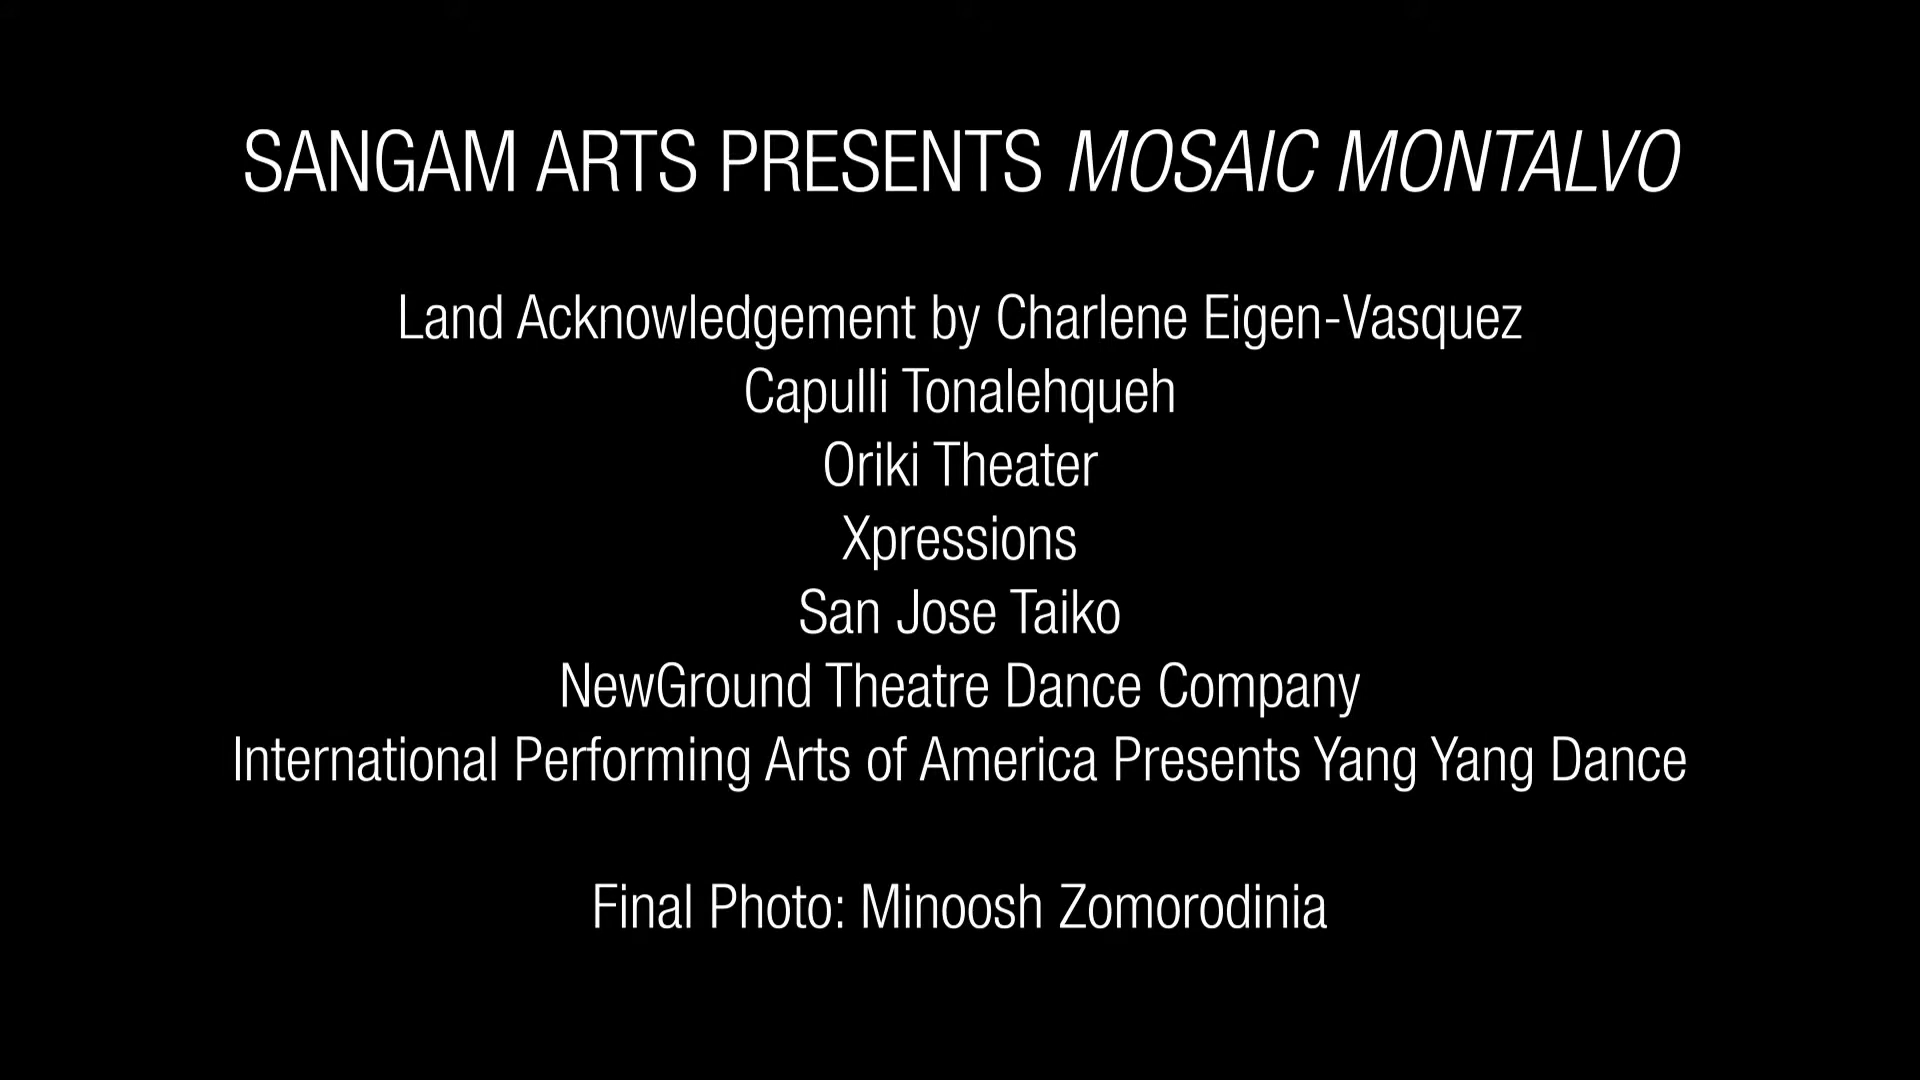 SANGAM ARTS PRESENTS MOSAIC MONTALVO
Land Acknowledgement by Charlene Eigen-Vasquez
Capulli Tonalehqueh
Oriki Theater
Xpressions
San Jose Taiko
NewGround Theatre Dance Company
International Performing Arts of America Presents Yang Yang Dance
Final Photo: Minoosh Zomorodinia